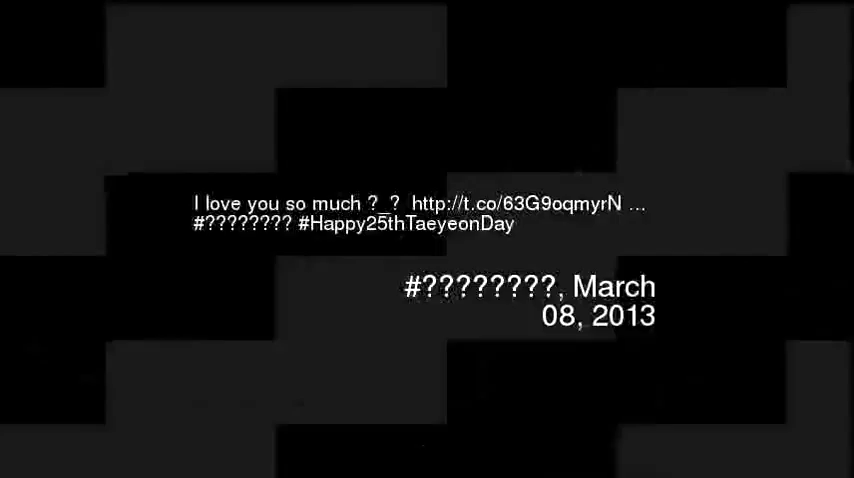 I love you so much ?_? http://t.co/63G9oqmyrN ...
#???????? #Happy25thTaeyeonDay
#????????, March
08, 2013